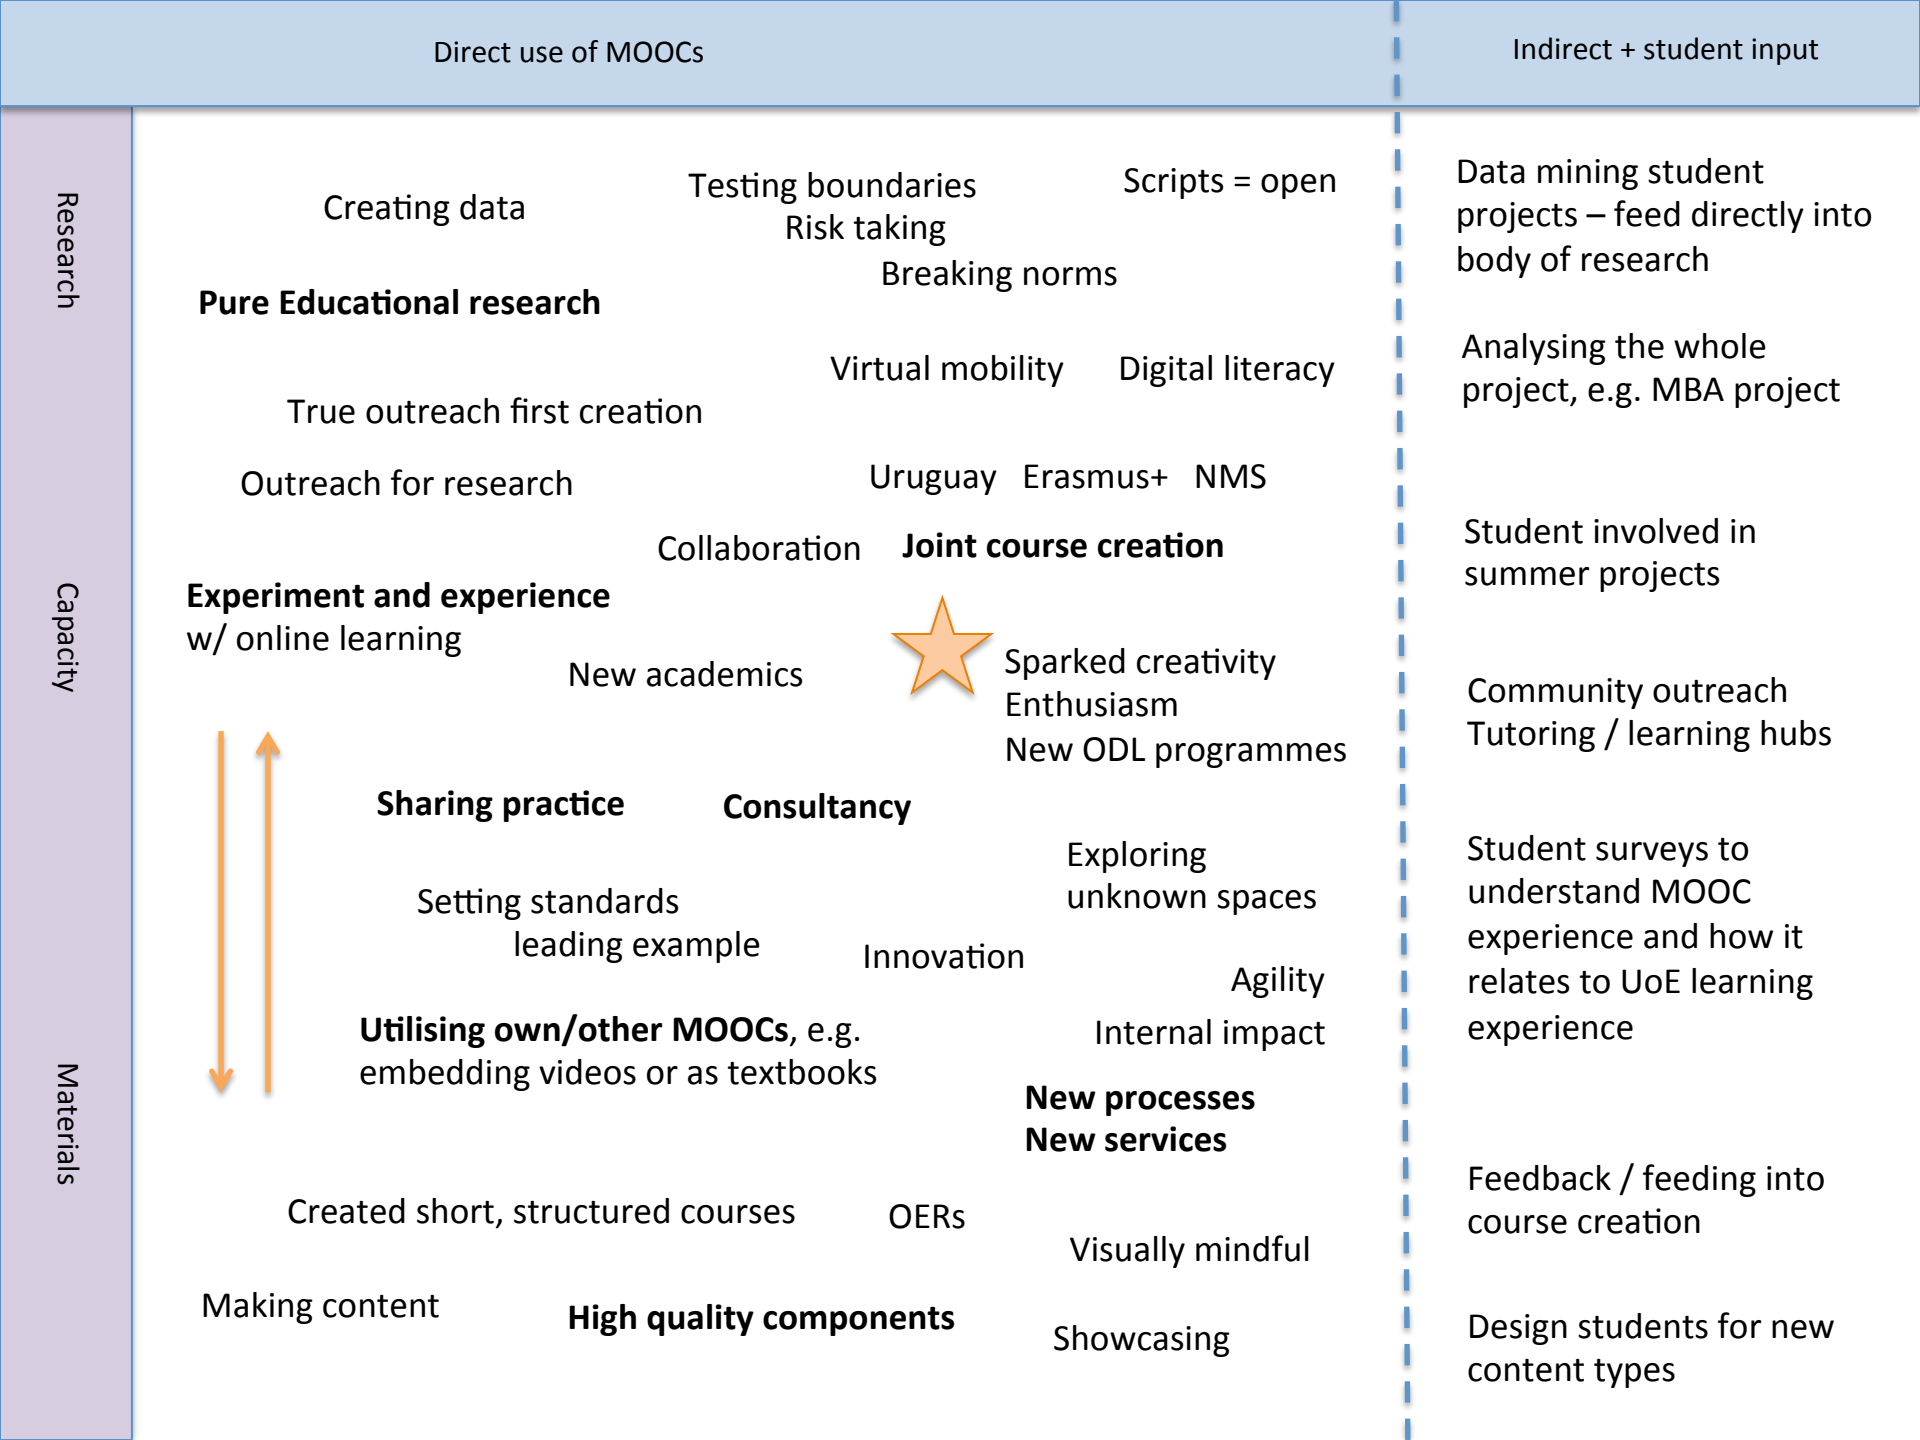 Direct use of MOOCs
Indirect + student input
Research
Capacity
Materials
Creating data
Testing boundaries
Risk taking
Breaking norms
Scripts = open
Pure Educational research
Virtual mobility
Digital literacy
True outreach first creation
Outreach for research
Uruguay Erasmus+ NMS
Collaboration
Joint course creation
Experiment and experience
w/ online learning
New academics
Sparked creativity
Enthusiasm
New ODL programmes
Sharing practice
Consultancy
Exploring
unknown spaces
Setting standards
leading example
Innovation
Agility
Internal impact
Utilising own/other MOOCs, e.g.
embedding videos or as textbooks
New processes
New services
Created short, structured courses
OERs
Visually mindful
Making content
High quality components
Showcasing
Data mining student
projects – feed directly into
body of research
Analysing the whole
project, e.g. MBA project
Student involved in
summer projects
Community outreach
Tutoring / learning hubs
Student surveys to
understand MOOC
experience and how it
relates to UoE learning
experience
Feedback / feeding into
course creation
Design students for new
content types